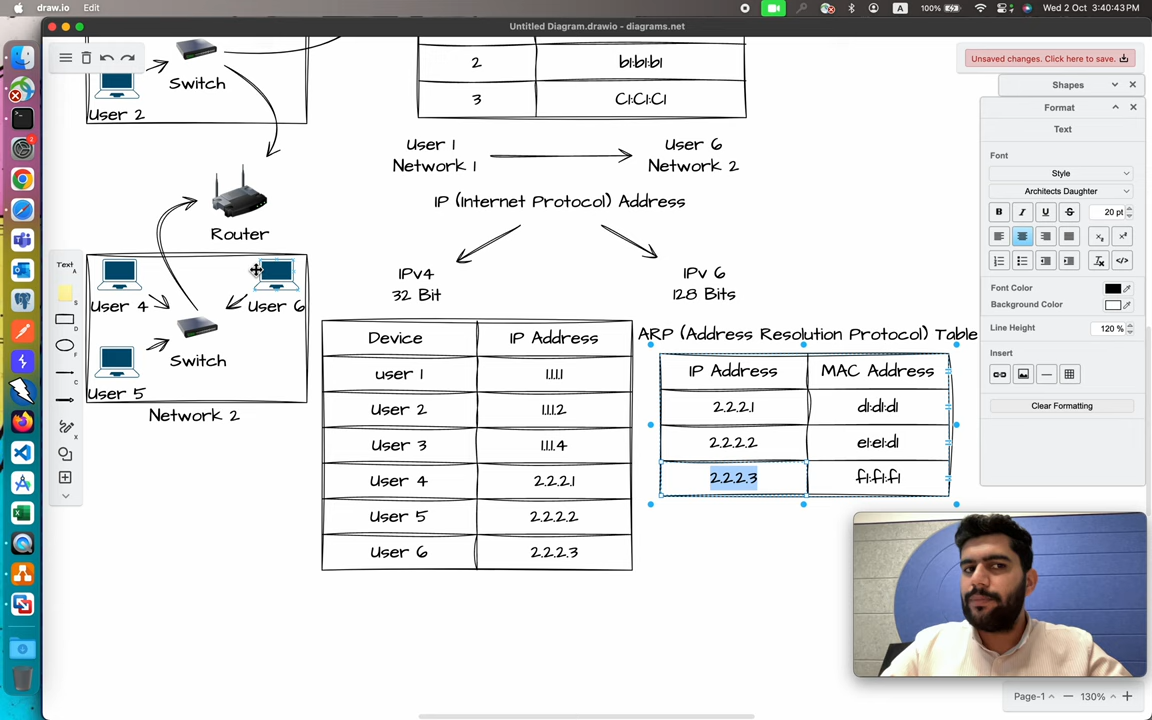 draw.io Edit
100% A Wed 2 Oct 3:40:43 PM
Untitled Diagram.drawio - diagrams.net
Unsaved changes. Click here to save.
Shapes
Format
Text
Font
Style
Architects Daughter
B I U S 20 pt
Font Color
Background Color
Line Height 120 %
Insert
Clear Formatting
Text
Switch
User 2
2 b1:b1:b1
3 C1:C1:C1
User 1
Network 1
User 6
Network 2
IP (Internet Protocol) Address
Router
IPv4
32 Bit
IPv 6
128 Bits
User 4
User 6
Switch
User 5
Network 2
Device IP Address
user 1 1.1.1.1
User 2 1.1.1.2
User 3 1.1.1.4
User 4 2.2.2.1
User 5 2.2.2.2
User 6 2.2.2.3
ARP (Address Resolution Protocol) Table
IP Address MAC Address
2.2.2.1 d1:d1:d1
2.2.2.2 e1:e1:d1
2.2.2.3 f1:f1:f1
Page-1 130%